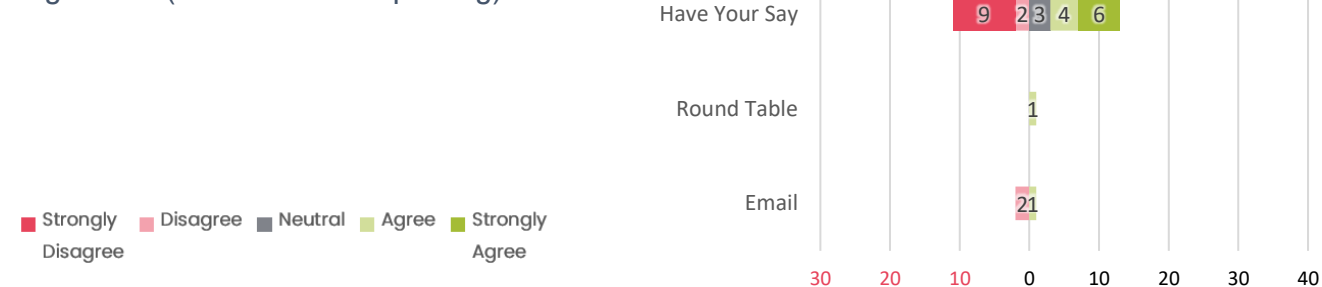 Have Your Say
9 2 3 4 6
Round Table
1
Email
2 1
Strongly Disagree
Disagree
Neutral
Agree
Strongly Agree
30 20 10 0 10 20 30 40